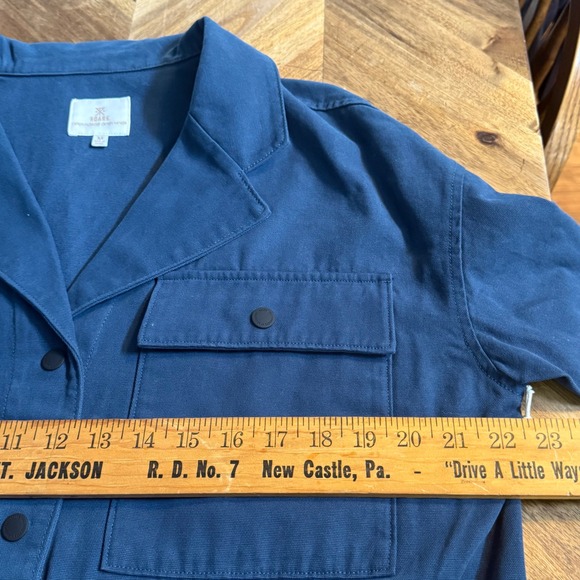 11 12 13 14 15 16 17 18 19 20 21 22 23
T. JACKSON R. D. No. 7 New Castle, Pa. - "Drive A Little Way